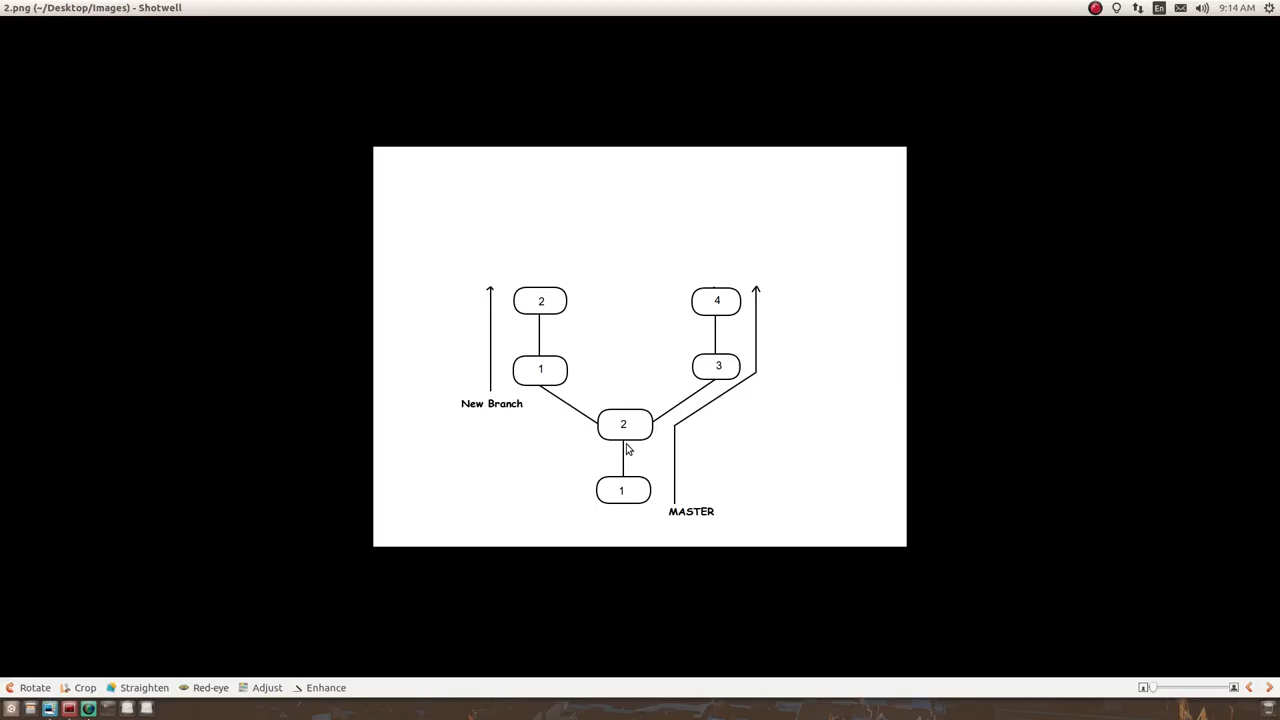 2.png (~/Desktop/Images) - Shotwell
En
9:14 AM
2
4
1
3
New Branch
2
1
MASTER
Rotate
Crop
Straighten
Red-eye
Adjust
Enhance